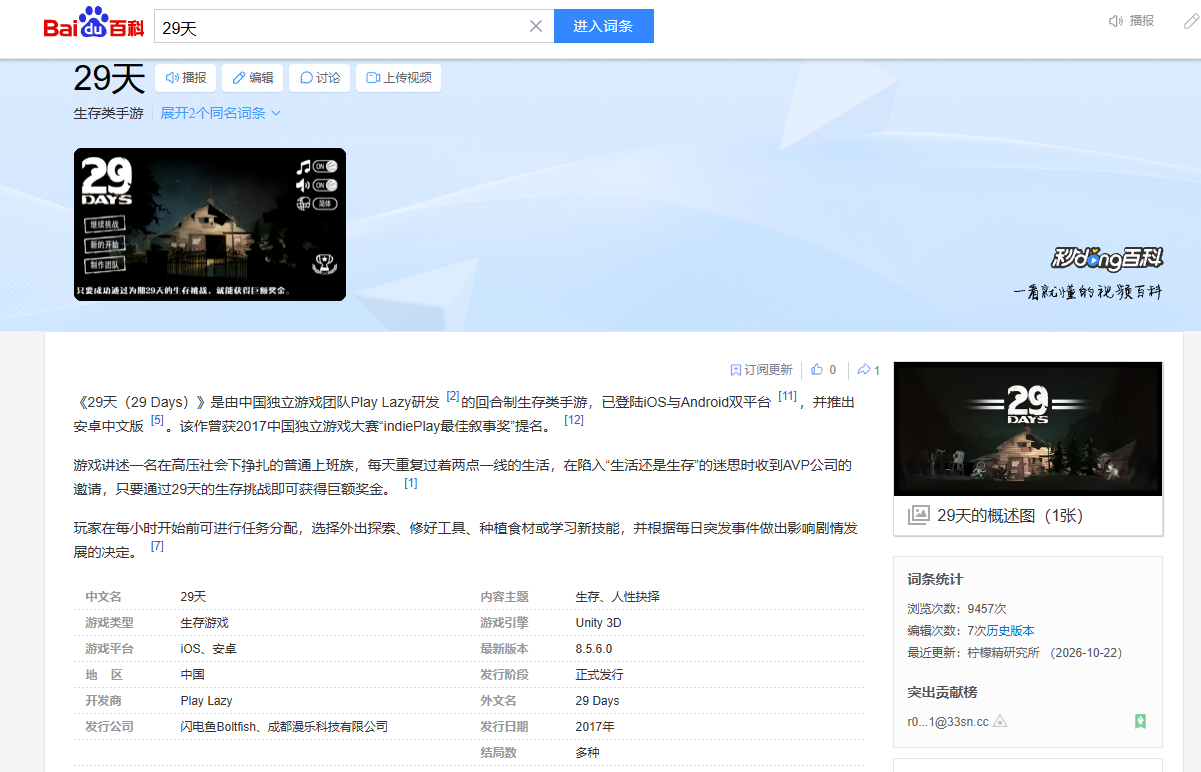 Bai du 百科
29天
进入词条
播报
29天
播报
编辑
讨论
上传视频
生存类手游
展开2个同名词条
29
DAYS
ON
ON
简体
继续挑战
新的开始
制作团队
只要成功通过为期29天的生存挑战，就能获得巨额奖金。
秒dong百科
一看就懂的视频百科
订阅更新
0
1
《29天（29 Days）》是由中国独立游戏团队Play Lazy研发 [2] 的回合制生存类手游，已登陆iOS与Android双平台 [11] ，并推出
安卓中文版 [5] 。该作曾获2017中国独立游戏大赛“indiePlay最佳叙事奖”提名。 [12]
游戏讲述一名在高压社会下挣扎的普通上班族，每天重复过着两点一线的生活，在陷入“生活还是生存”的迷思时收到AVP公司的
邀请，只要通过29天的生存挑战即可获得巨额奖金。 [1]
玩家在每小时开始前可进行任务分配，选择外出探索、修好工具、种植食材或学习新技能，并根据每日突发事件做出影响剧情发
展的决定。 [7]
中文名 29天
游戏类型 生存游戏
游戏平台 iOS、安卓
地 区 中国
开发商 Play Lazy
发行公司 闪电鱼Boltfish、成都漫乐科技有限公司
内容主题 生存、人性抉择
游戏引擎 Unity 3D
最新版本 8.5.6.0
发行阶段 正式发行
外文名 29 Days
发行日期 2017年
结局数 多种
29
DAYS
29天的概述图（1张）
词条统计
浏览次数：9457次
编辑次数：7次历史版本
最近更新：柠檬精研究所 （2026-10-22）
突出贡献榜
r0...1@33sn.cc